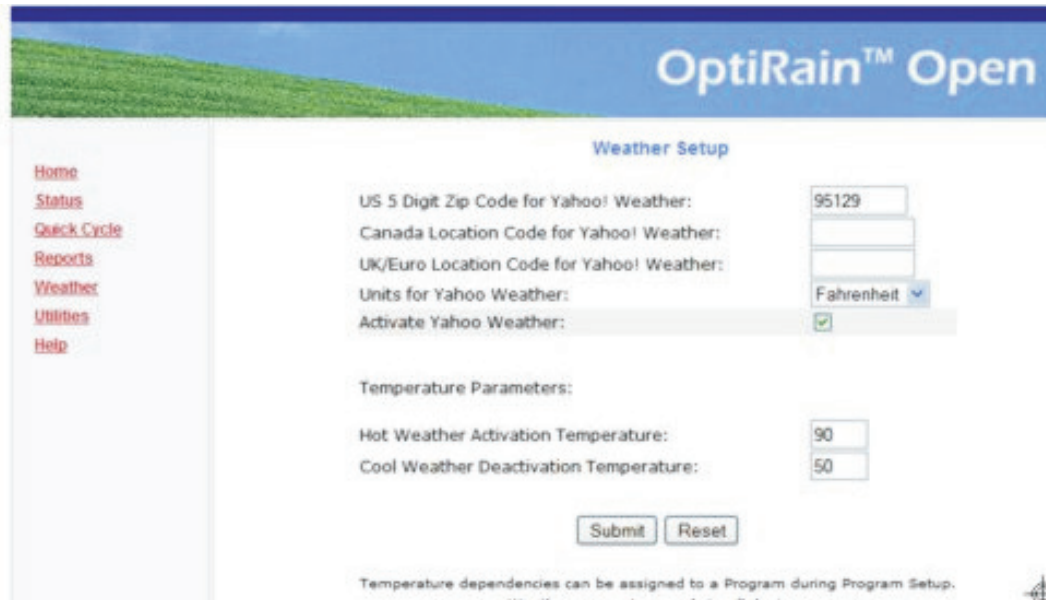 OptiRain™ Open
Weather Setup
Home
Status
Quick Cycle
Reports
Weather
Utilities
Help
US 5 Digit Zip Code for Yahoo! Weather: 95129
Canada Location Code for Yahoo! Weather:
UK/Euro Location Code for Yahoo! Weather:
Units for Yahoo Weather: Fahrenheit
Activate Yahoo Weather:
Temperature Parameters:
Hot Weather Activation Temperature: 90
Cool Weather Deactivation Temperature: 50
Submit Reset
Temperature dependencies can be assigned to a Program during Program Setup.